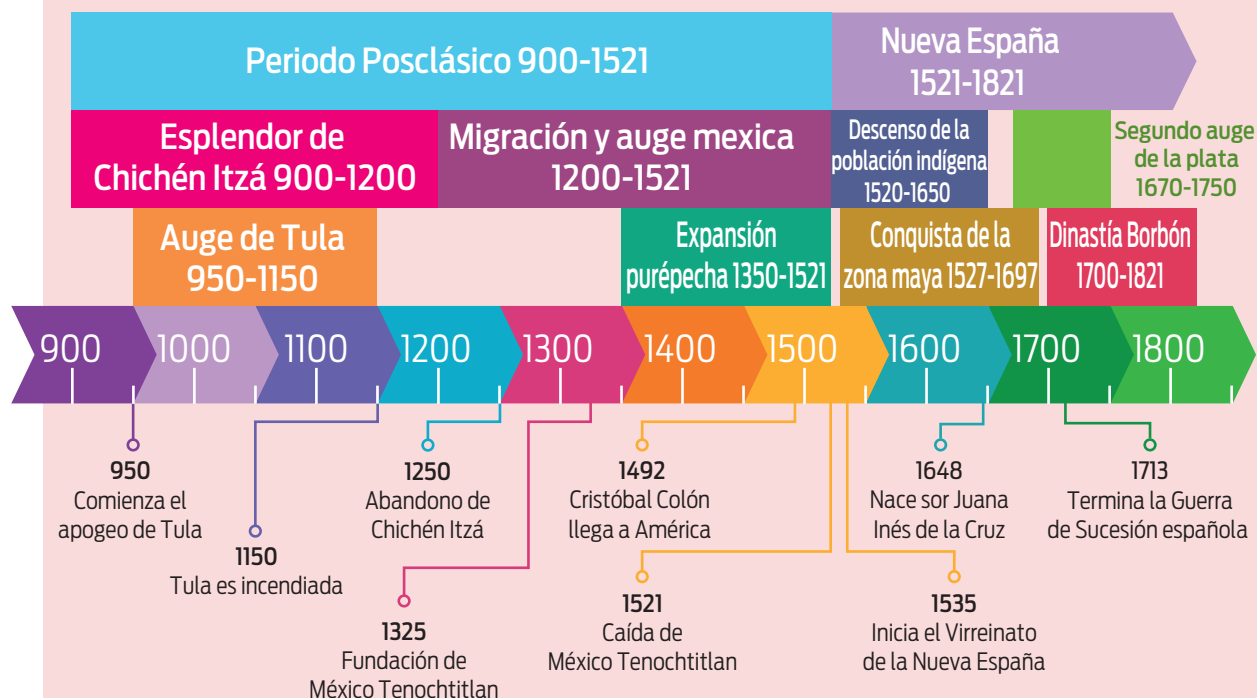 Periodo Posclásico 900-1521
Nueva España
1521-1821
Esplendor de
Chichén Itzá 900-1200
Migración y auge mexica
1200-1521
Descenso de la
población indígena
1520-1650
Segundo auge
de la plata
1670-1750
Auge de Tula
950-1150
Expansión
purépecha 1350-1521
Conquista de la
zona maya 1527-1697
Dinastía Borbón
1700-1821
900
1000
1100
1200
1300
1400
1500
1600
1700
1800
950
Comienza el
apogeo de Tula
1150
Tula es incendiada
1250
Abandono de
Chichén Itzá
1325
Fundación de
México Tenochtitlan
1492
Cristóbal Colón
llega a América
1521
Caída de
México Tenochtitlan
1535
Inicia el Virreinato
de la Nueva España
1648
Nace sor Juana
Inés de la Cruz
1713
Termina la Guerra
de Sucesión española